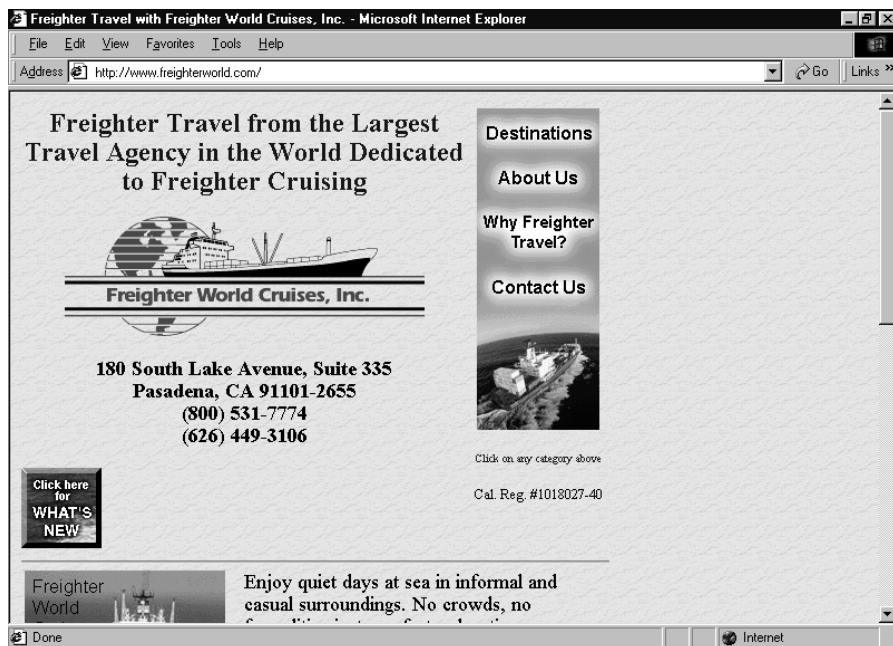 Freighter Travel with Freighter World Cruises, Inc. - Microsoft Internet Explorer
File Edit View Favorites Tools Help
Address http://www.freighterworld.com/ Go Links »
Freighter Travel from the Largest
Travel Agency in the World Dedicated
to Freighter Cruising
Freighter World Cruises, Inc.
180 South Lake Avenue, Suite 335
Pasadena, CA 91101-2655
(800) 531-7774
(626) 449-3106
Click here
for
WHAT'S
NEW
Destinations
About Us
Why Freighter
Travel?
Contact Us
Click on any category above
Cal. Reg. #1018027-40
Freighter
World
Enjoy quiet days at sea in informal and
casual surroundings. No crowds, no
Done
Internet